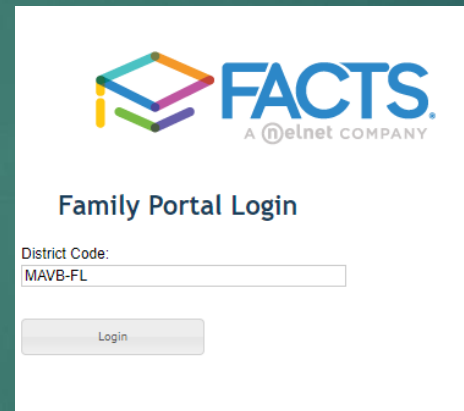 FACTS.
A nelnet COMPANY
Family Portal Login
District Code:
MAVB-FL
Login